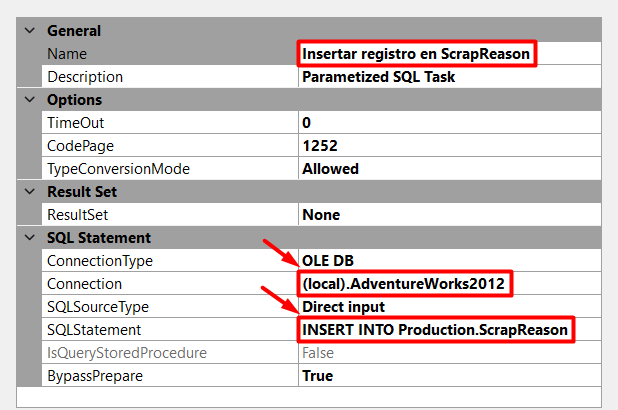 General
Name Insertar registro en ScrapReason
Description Parametized SQL Task
Options
TimeOut 0
CodePage 1252
TypeConversionMode Allowed
Result Set
ResultSet None
SQL Statement
ConnectionType OLE DB
Connection (local).AdventureWorks2012
SQLSourceType Direct input
SQLStatement INSERT INTO Production.ScrapReason
IsQueryStoredProcedure False
BypassPrepare True